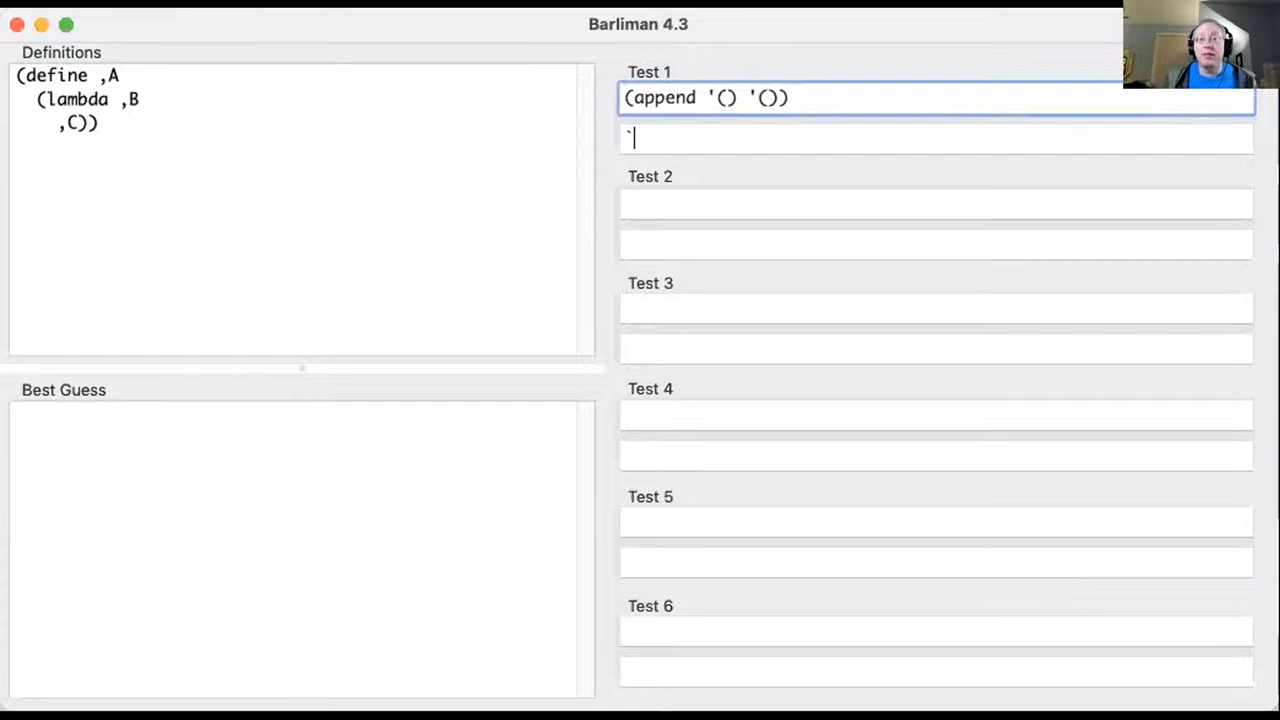 Barliman 4.3
Definitions
(define ,A
(lambda ,B
,C))
Best Guess
Test 1
(append '() '())
`
Test 2
Test 3
Test 4
Test 5
Test 6